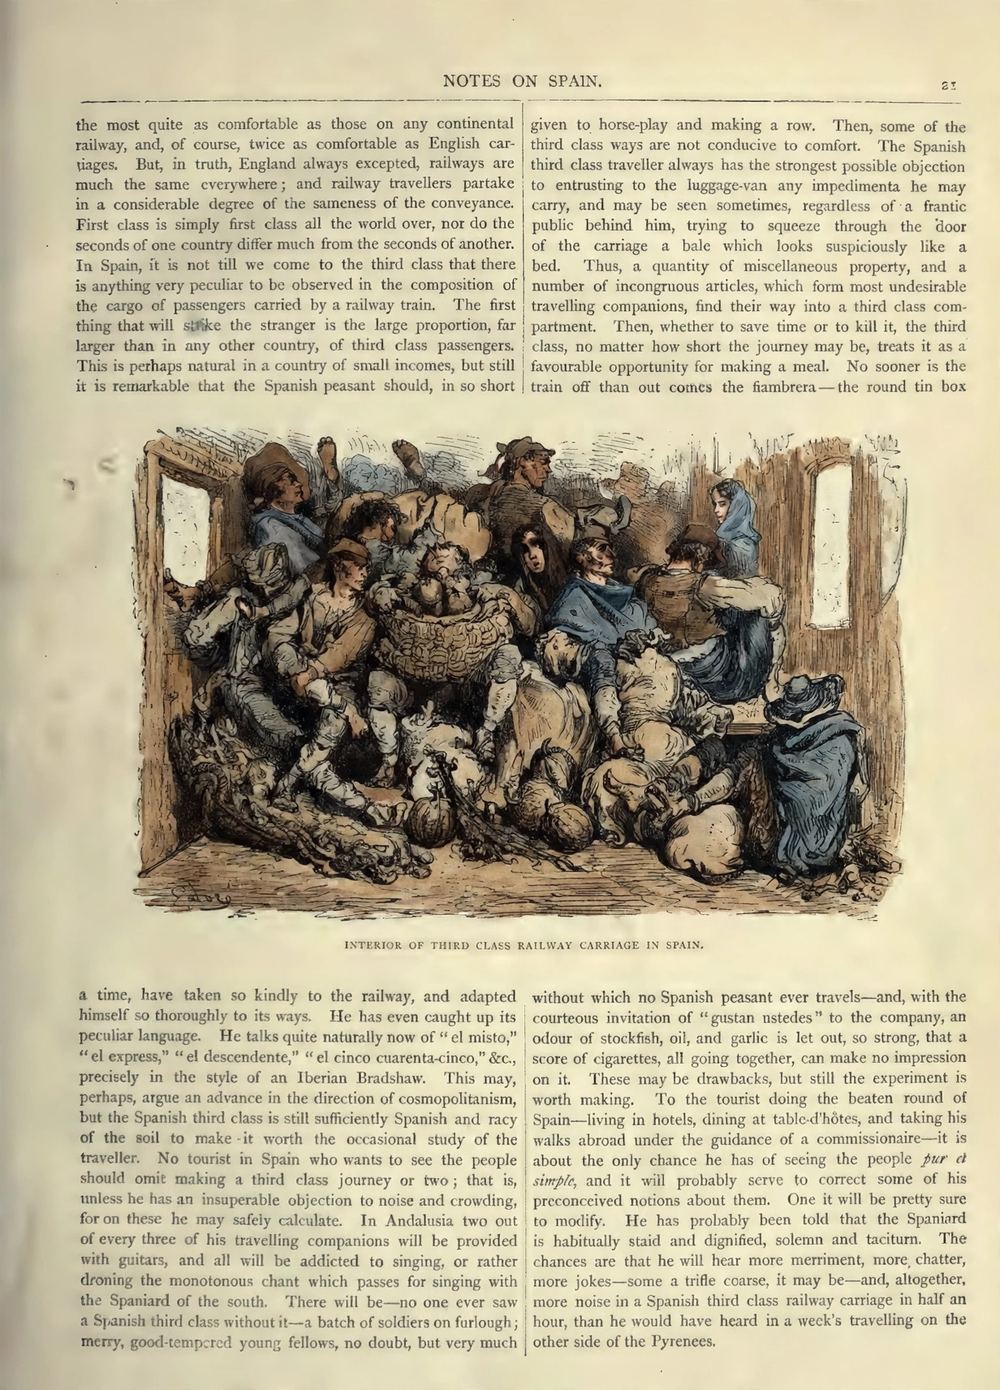 NOTES ON SPAIN.
21
the most quite as comfortable as those on any continental
railway, and, of course, twice as comfortable as English car-
riages. But, in truth, England always excepted, railways are
much the same everywhere; and railway travellers partake
in a considerable degree of the sameness of the conveyance.
First class is simply first class all the world over, nor do the
seconds of one country differ much from the seconds of another.
In Spain, it is not till we come to the third class that there
is anything very peculiar to be observed in the composition of
the cargo of passengers carried by a railway train. The first
thing that will strike the stranger is the large proportion, far
larger than in any other country, of third class passengers.
This is perhaps natural in a country of small incomes, but still
it is remarkable that the Spanish peasant should, in so short
given to horse-play and making a row. Then, some of the
third class ways are not conducive to comfort. The Spanish
third class traveller always has the strongest possible objection
to entrusting to the luggage-van any impedimenta he may
carry, and may be seen sometimes, regardless of a frantic
public behind him, trying to squeeze through the door
of the carriage a bale which looks suspiciously like a
bed. Thus, a quantity of miscellaneous property, and a
number of incongruous articles, which form most undesirable
travelling companions, find their way into a third class com-
partment. Then, whether to save time or to kill it, the third
class, no matter how short the journey may be, treats it as a
favourable opportunity for making a meal. No sooner is the
train off than out comes the fiambrera—the round tin box
G. Doré
INTERIOR OF THIRD CLASS RAILWAY CARRIAGE IN SPAIN.
a time, have taken so kindly to the railway, and adapted
himself so thoroughly to its ways. He has even caught up its
peculiar language. He talks quite naturally now of "el misto,"
"el express," "el descendente," "el cinco cuarenta-cinco," &c.,
precisely in the style of an Iberian Bradshaw. This may,
perhaps, argue an advance in the direction of cosmopolitanism,
but the Spanish third class is still sufficiently Spanish and racy
of the soil to make it worth the occasional study of the
traveller. No tourist in Spain who wants to see the people
should omit making a third class journey or two; that is,
unless he has an insuperable objection to noise and crowding,
for on these he may safely calculate. In Andalusia two out
of every three of his travelling companions will be provided
with guitars, and all will be addicted to singing, or rather
droning the monotonous chant which passes for singing with
the Spaniard of the south. There will be—no one ever saw
a Spanish third class without it—a batch of soldiers on furlough;
merry, good-tempered young fellows, no doubt, but very much
without which no Spanish peasant ever travels—and, with the
courteous invitation of "gustan ustedes" to the company, an
odour of stockfish, oil, and garlic is let out, so strong, that a
score of cigarettes, all going together, can make no impression
on it. These may be drawbacks, but still the experiment is
worth making. To the tourist doing the beaten round of
Spain—living in hotels, dining at table-d'hôtes, and taking his
walks abroad under the guidance of a commissionaire—it is
about the only chance he has of seeing the people pur et
simple, and it will probably serve to correct some of his
preconceived notions about them. One it will be pretty sure
to modify. He has probably been told that the Spaniard
is habitually staid and dignified, solemn and taciturn. The
chances are that he will hear more merriment, more chatter,
more jokes—some a trifle coarse, it may be—and, altogether,
more noise in a Spanish third class railway carriage in half an
hour, than he would have heard in a week's travelling on the
other side of the Pyrenees.